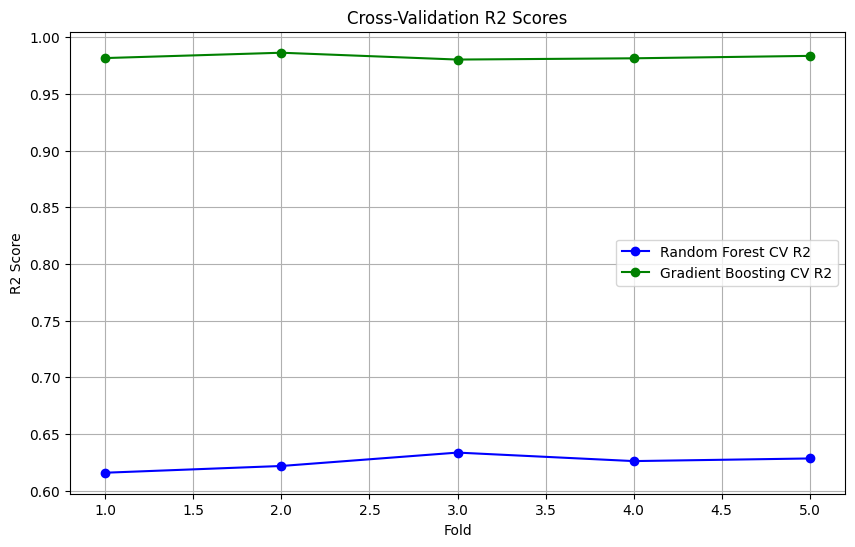 Cross-Validation R2 Scores
R2 Score
1.00
0.95
0.90
0.85
0.80
0.75
0.70
0.65
0.60
Random Forest CV R2
Gradient Boosting CV R2
1.0 1.5 2.0 2.5 3.0 3.5 4.0 4.5 5.0
Fold